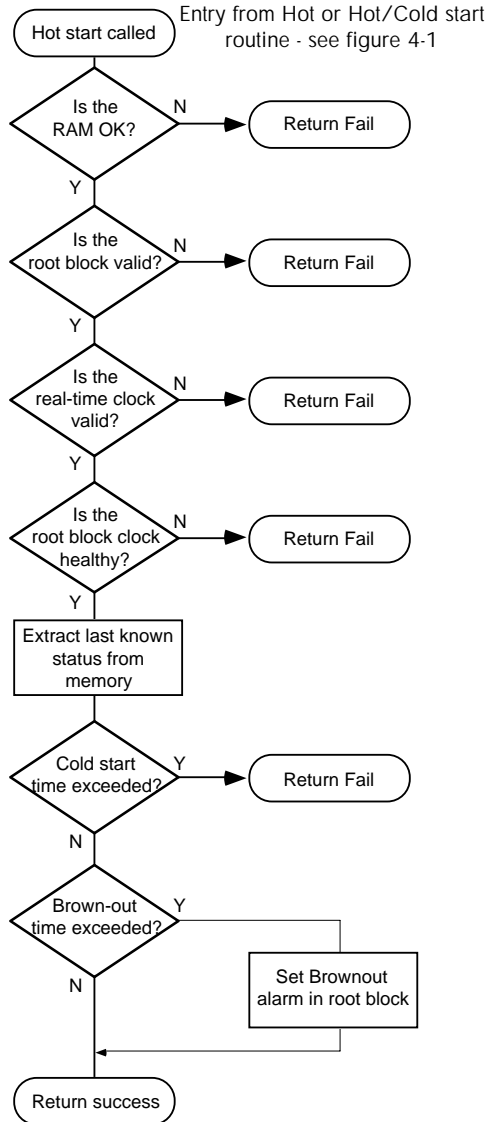 Hot start called
Entry from Hot or Hot/Cold start
routine - see figure 4-1
Is the
RAM OK?
N
Return Fail
Y
Is the
root block valid?
N
Return Fail
Y
Is the
real-time clock
valid?
N
Return Fail
Y
Is the
root block clock
healthy?
N
Return Fail
Y
Extract last known
status from
memory
Cold start
time exceeded?
Y
Return Fail
N
Brown-out
time exceeded?
Y
Set Brownout
alarm in root block
N
Return success